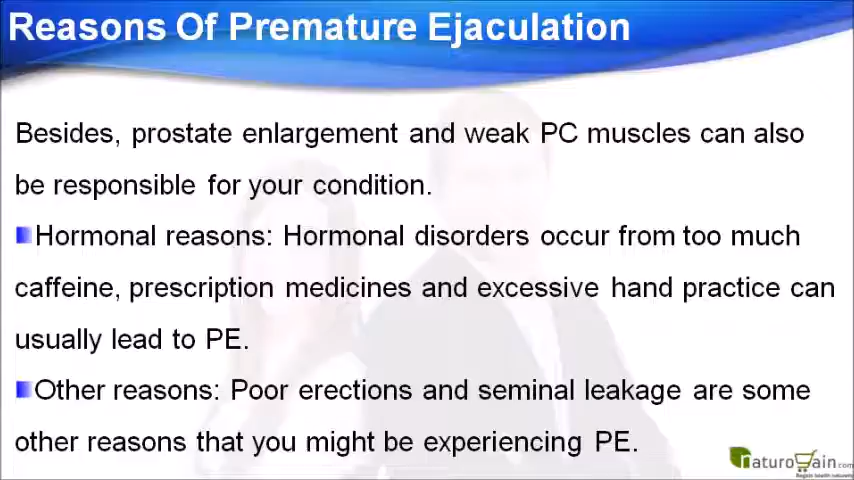 Reasons Of Premature Ejaculation
Besides, prostate enlargement and weak PC muscles can also
be responsible for your condition.
Hormonal reasons: Hormonal disorders occur from too much
caffeine, prescription medicines and excessive hand practice can
usually lead to PE.
Other reasons: Poor erections and seminal leakage are some
other reasons that you might be experiencing PE.